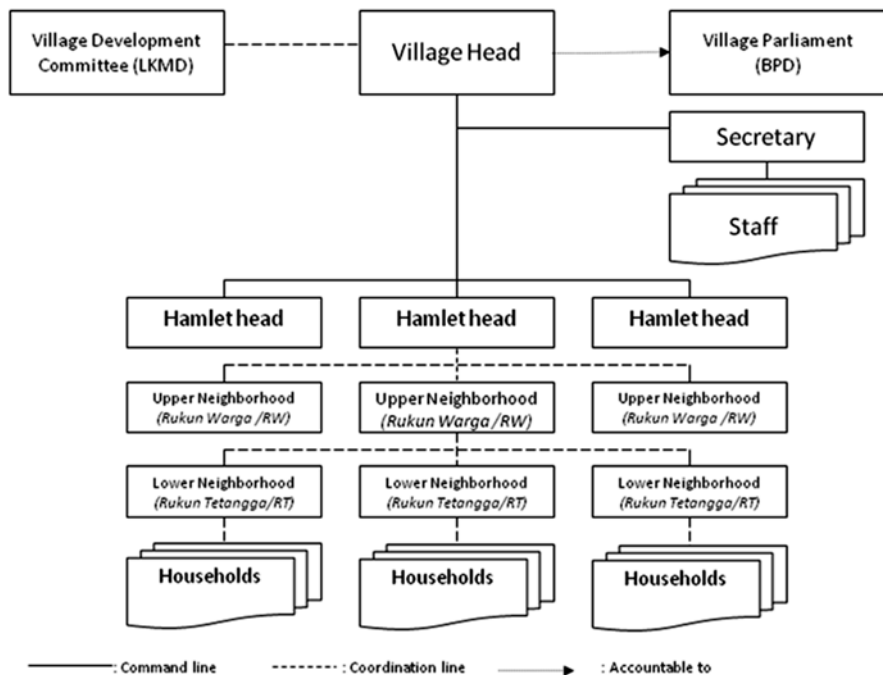 Village Development
Committee (LKMD)
Village Head
Village Parliament
(BPD)
Secretary
Staff
Hamlet head
Hamlet head
Hamlet head
Upper Neighborhood
(Rukun Warga /RW)
Upper Neighborhood
(Rukun Warga /RW)
Upper Neighborhood
(Rukun Warga /RW)
Lower Neighborhood
(Rukun Tetangga/RT)
Lower Neighborhood
(Rukun Tetangga/RT)
Lower Neighborhood
(Rukun Tetangga/RT)
Households
Households
Households
: Command line
: Coordination line
: Accountable to